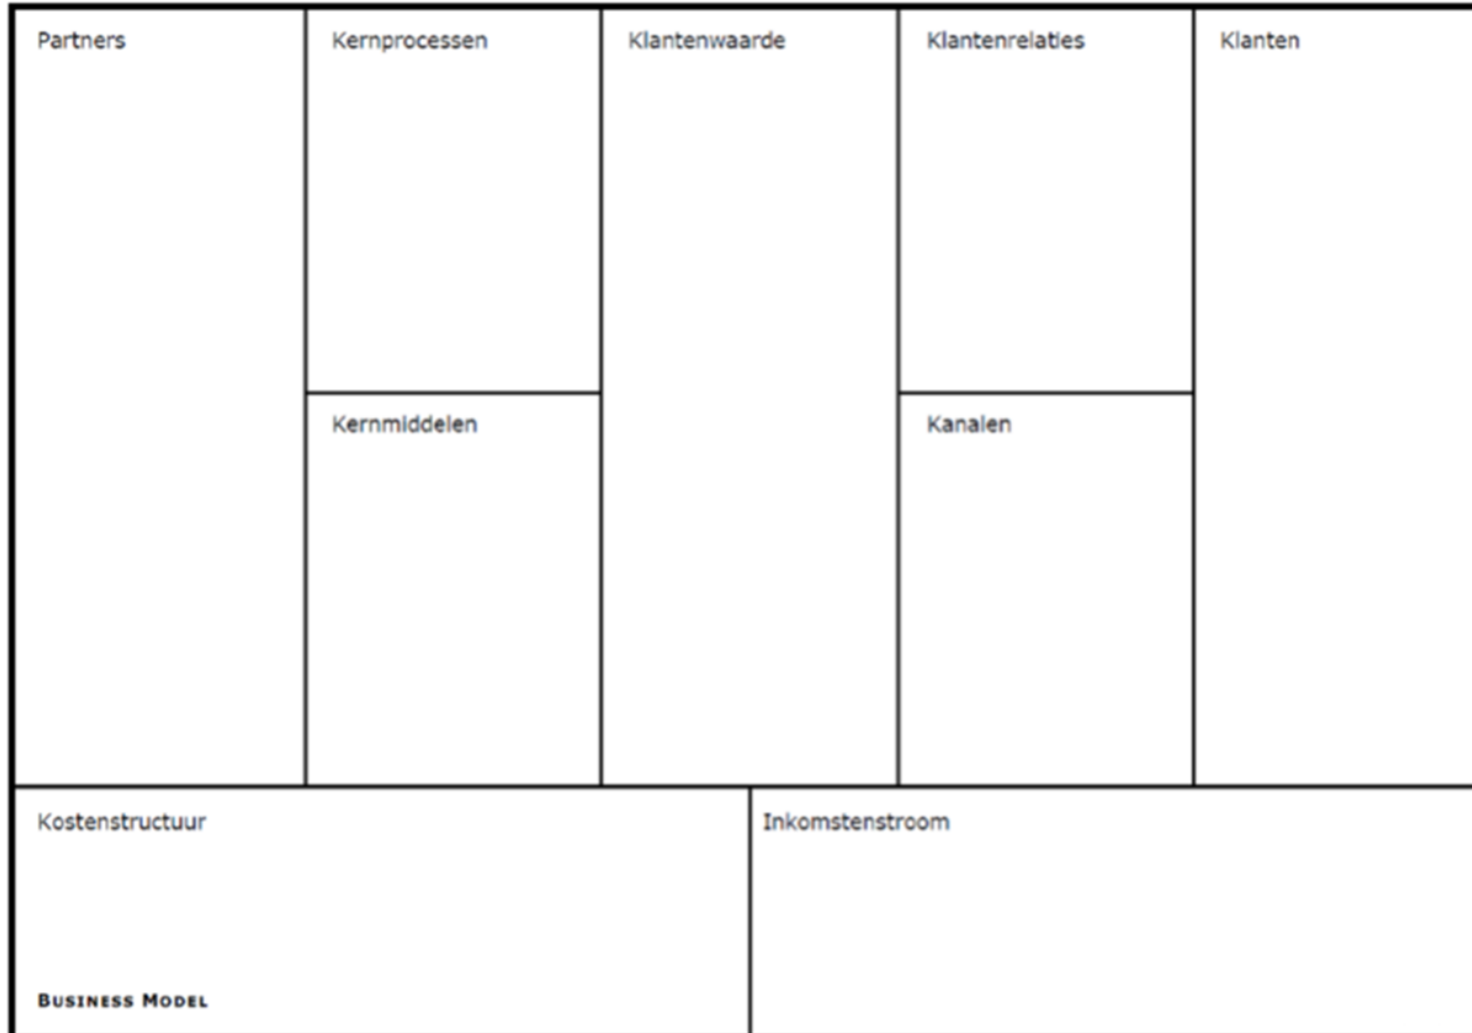 Partners
Kernprocessen
Klantenwaarde
Klantenrelaties
Klanten
Kernmiddelen
Kanalen
Kostenstructuur
Inkomstenstroom
BUSINESS MODEL